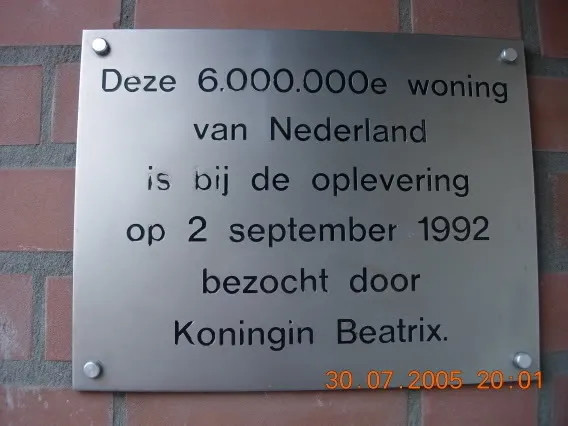 Deze 6.000.000e woning
van Nederland
is bij de oplevering
op 2 september 1992
bezocht door
Koningin Beatrix.
30.07.2005 20:01